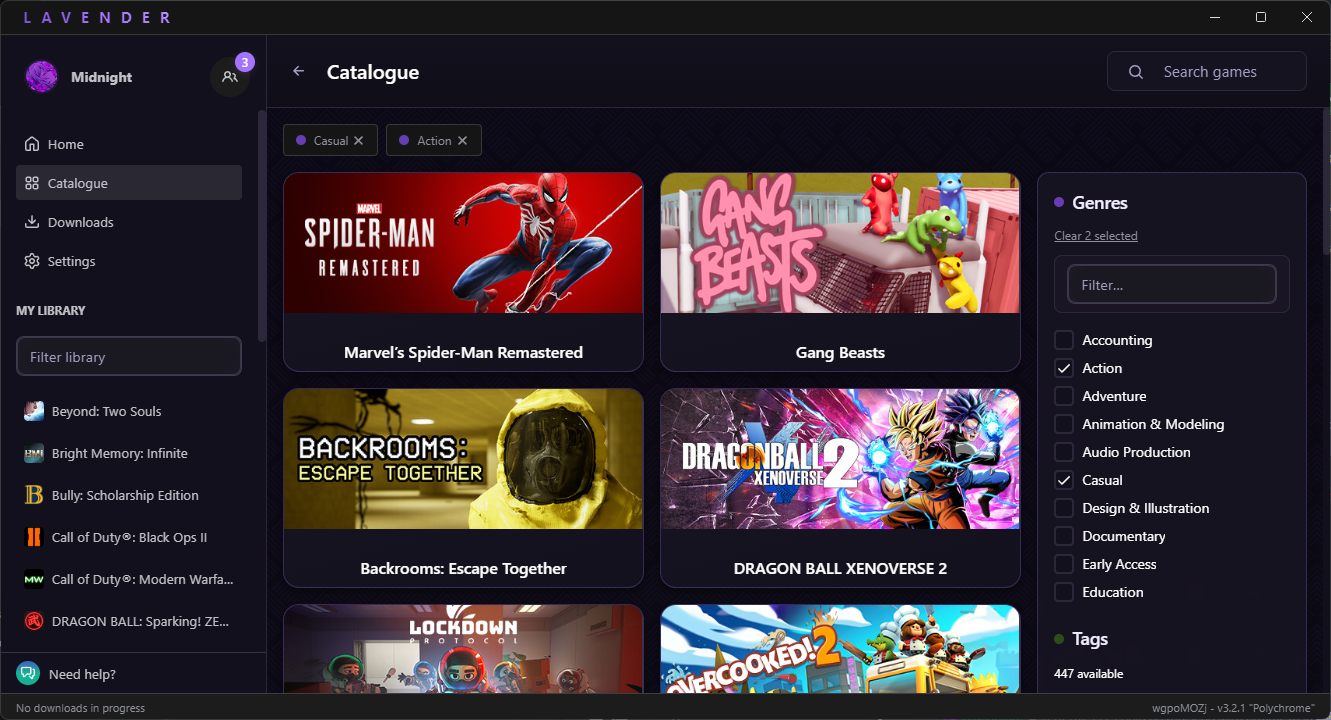 LAVENDER
Midnight
3
Home
Catalogue
Downloads
Settings
MY LIBRARY
Filter library
Beyond: Two Souls
Bright Memory: Infinite
Bully: Scholarship Edition
Call of Duty®: Black Ops II
Call of Duty®: Modern Warfa...
DRAGON BALL: Sparking! ZE...
Need help?
No downloads in progress
Catalogue
Search games
Casual
Action
MARVEL
SPIDER-MAN
REMASTERED
Marvel's Spider-Man Remastered
GANG
BEASTS
Gang Beasts
BACKROOMS:
ESCAPE TOGETHER
Backrooms: Escape Together
DRAGONBALL
XENOVERSE 2
DRAGON BALL XENOVERSE 2
LOCKDOWN
PROTOCOL
OVERCOOKED! 2
Genres
Clear 2 selected
Filter...
Accounting
Action
Adventure
Animation & Modeling
Audio Production
Casual
Design & Illustration
Documentary
Early Access
Education
Tags
447 available
wgpoMOZj - v3.2.1 "Polychrome"